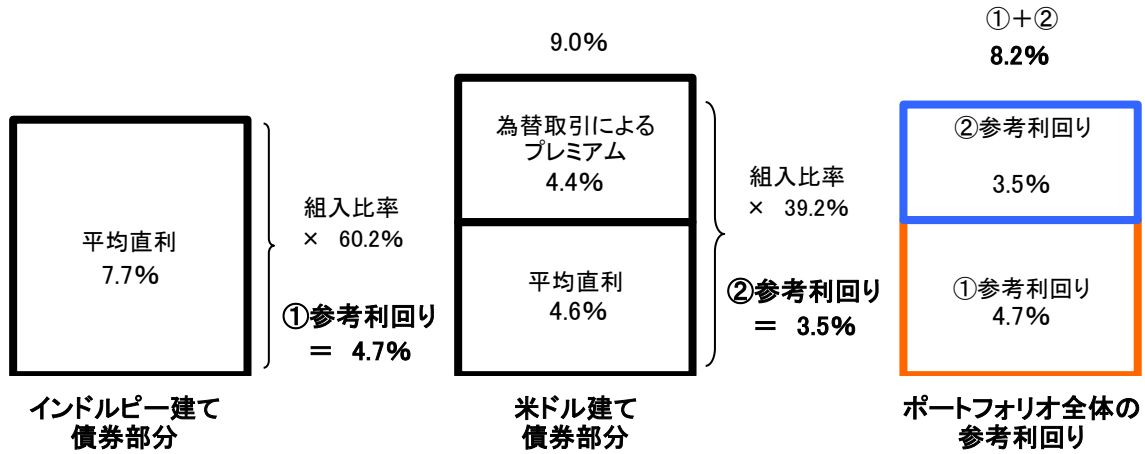 平均直利
7.7%
組入比率
× 60.2%
①参考利回り
＝ 4.7%
インドルピー建て
債券部分
9.0%
為替取引による
プレミアム
4.4%
平均直利
4.6%
組入比率
× 39.2%
②参考利回り
＝ 3.5%
米ドル建て
債券部分
①＋②
8.2%
②参考利回り
3.5%
①参考利回り
4.7%
ポートフォリオ全体の
参考利回り